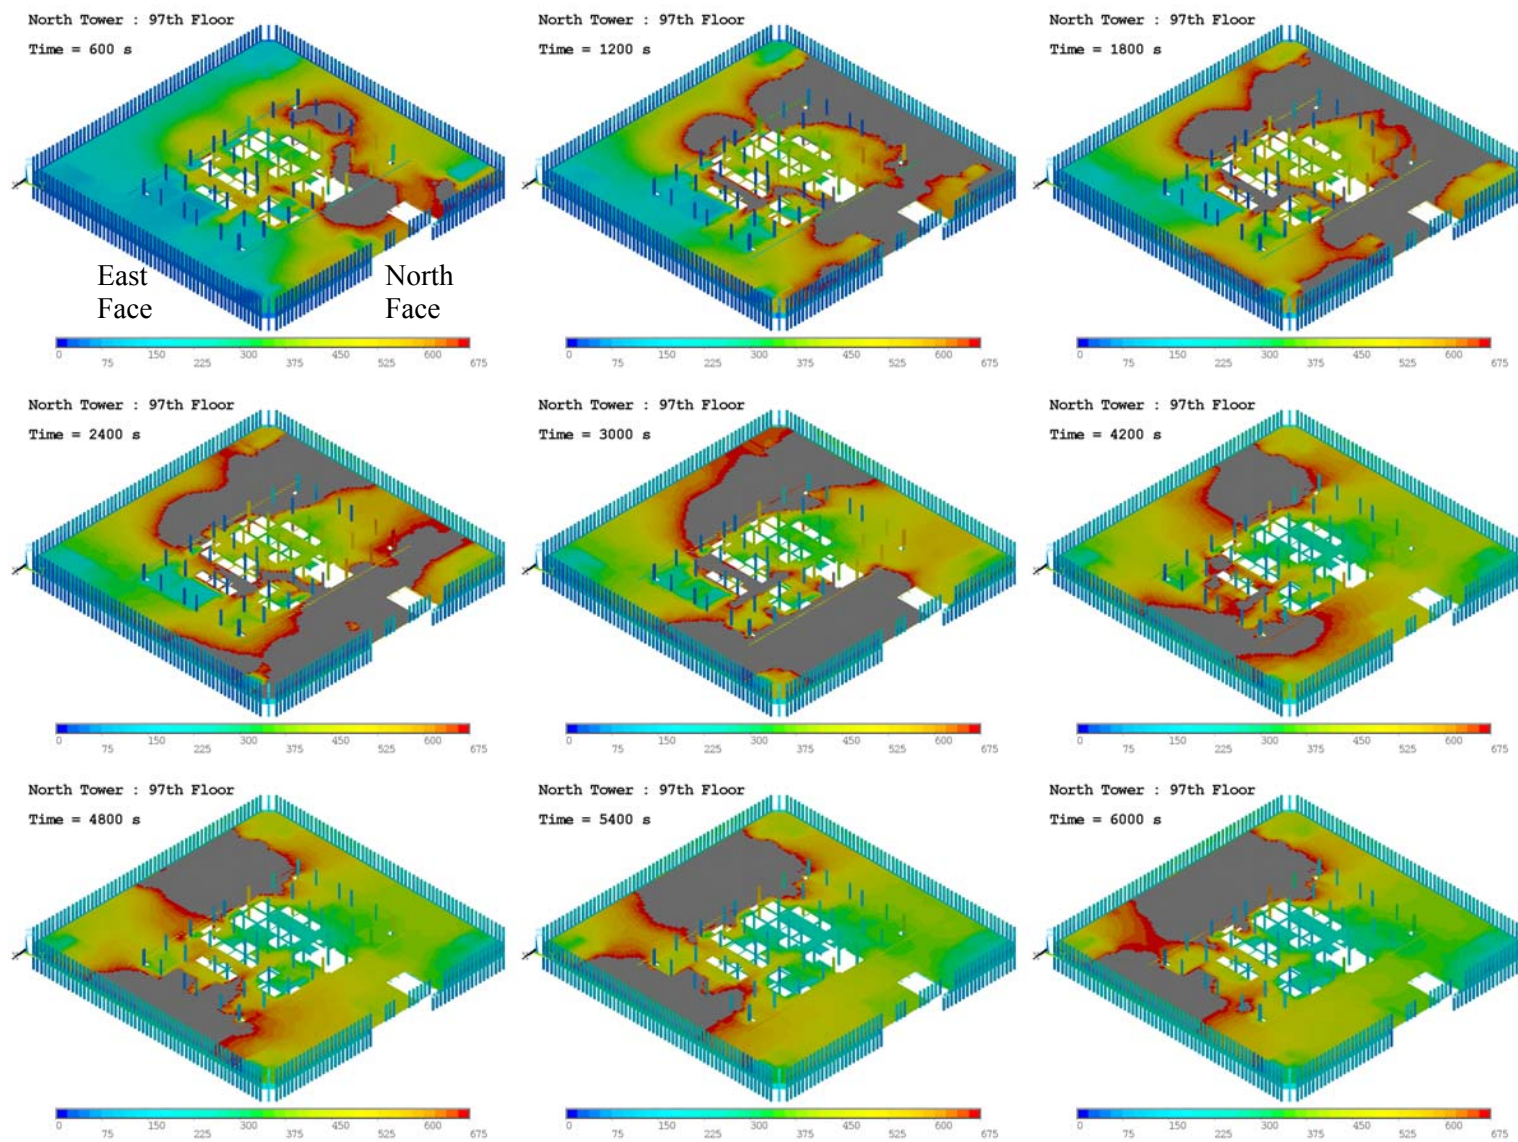 North Tower : 97th Floor
Time = 600 s
East
Face
North
Face
0 75 150 225 300 375 450 525 600 675
North Tower : 97th Floor
Time = 1200 s
0 75 150 225 300 375 450 525 600 675
North Tower : 97th Floor
Time = 1800 s
0 75 150 225 300 375 450 525 600 675
North Tower : 97th Floor
Time = 2400 s
0 75 150 225 300 375 450 525 600 675
North Tower : 97th Floor
Time = 3000 s
0 75 150 225 300 375 450 525 600 675
North Tower : 97th Floor
Time = 4200 s
0 75 150 225 300 375 450 525 600 675
North Tower : 97th Floor
Time = 4800 s
0 75 150 225 300 375 450 525 600 675
North Tower : 97th Floor
Time = 5400 s
0 75 150 225 300 375 450 525 600 675
North Tower : 97th Floor
Time = 6000 s
0 75 150 225 300 375 450 525 600 675